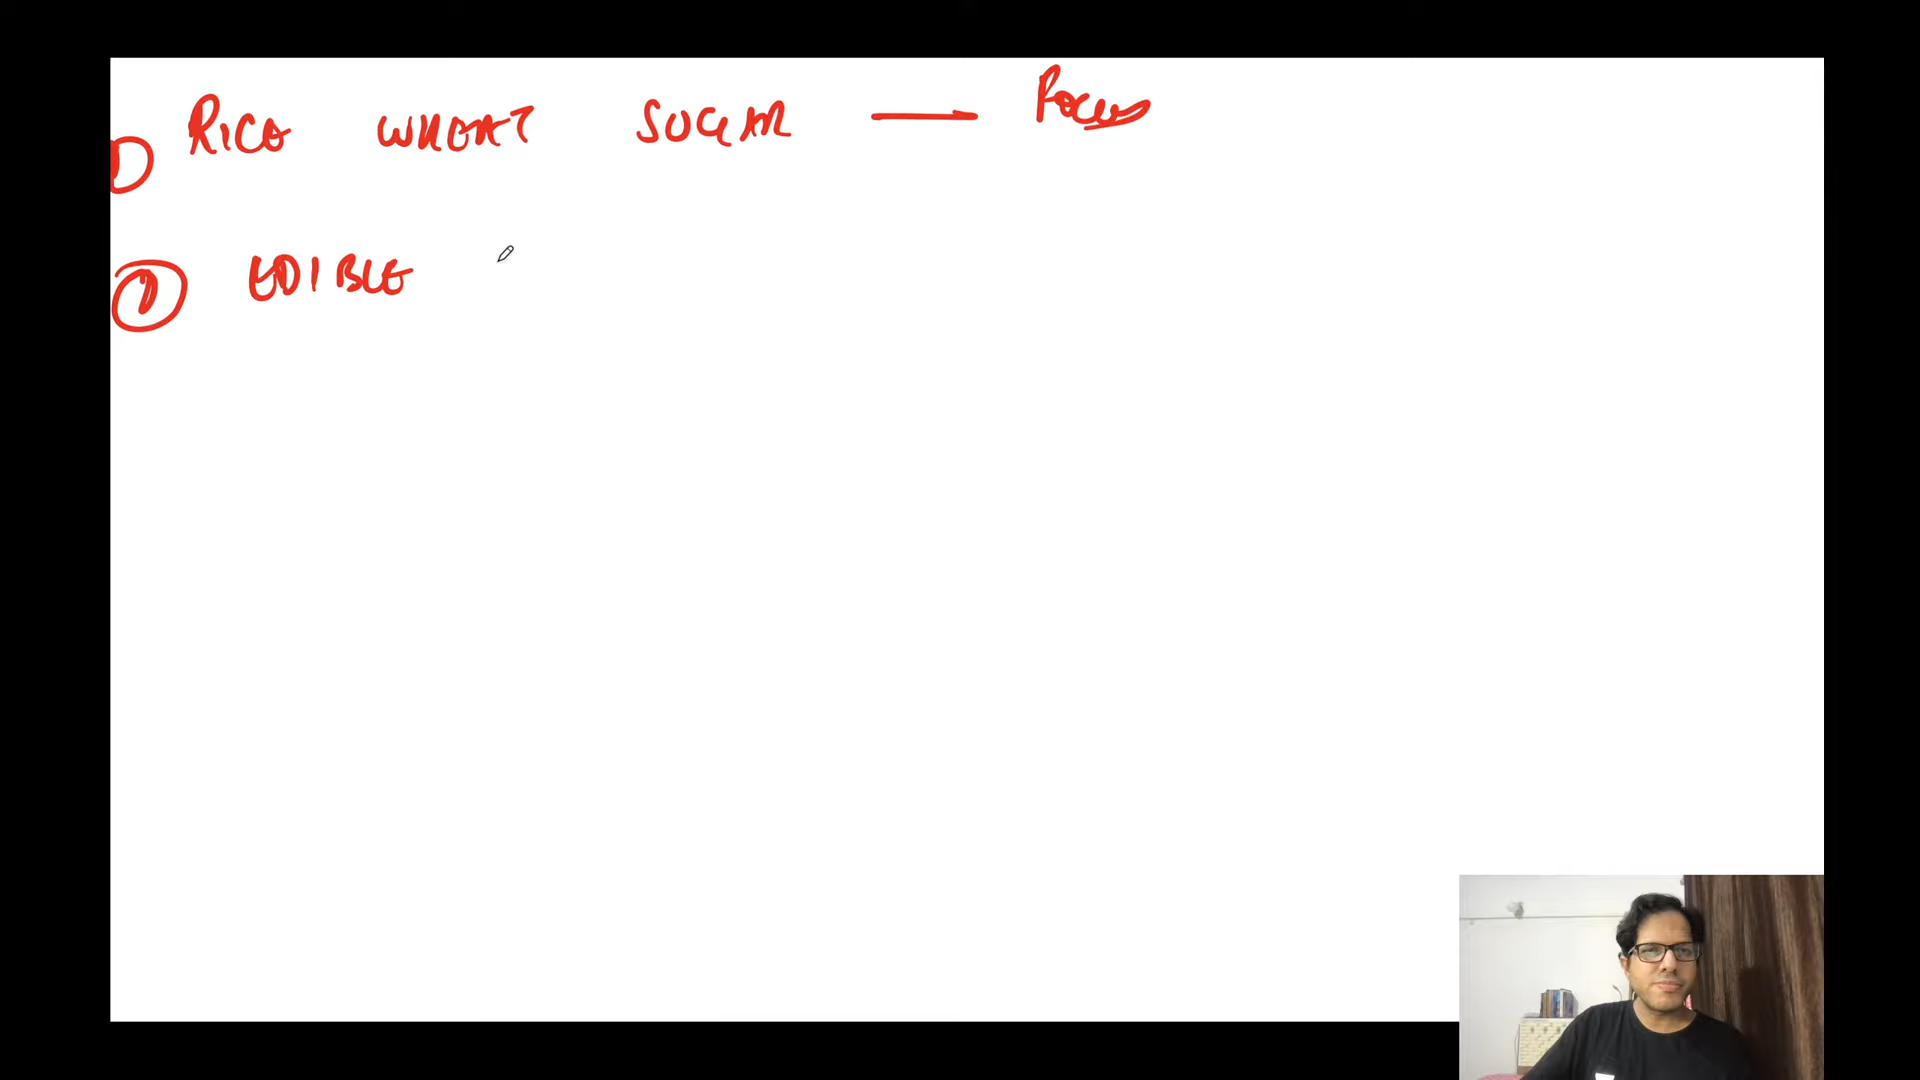 ① RICE WHEAT SUGAR — Focus
② EDIBLE